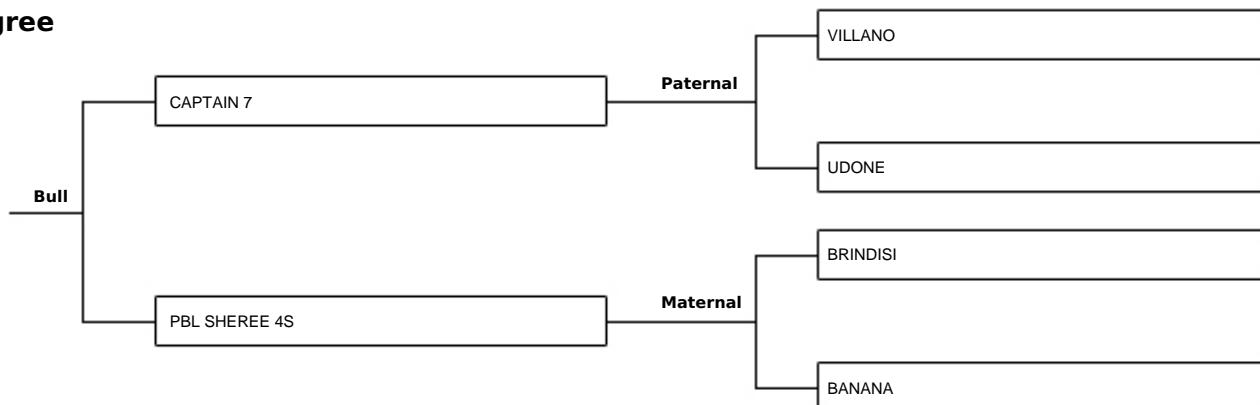 gree
VILLANO
Paternal
CAPTAIN 7
UDONE
Bull
BRINDISI
Maternal
PBL SHEREE 4S
BANANA